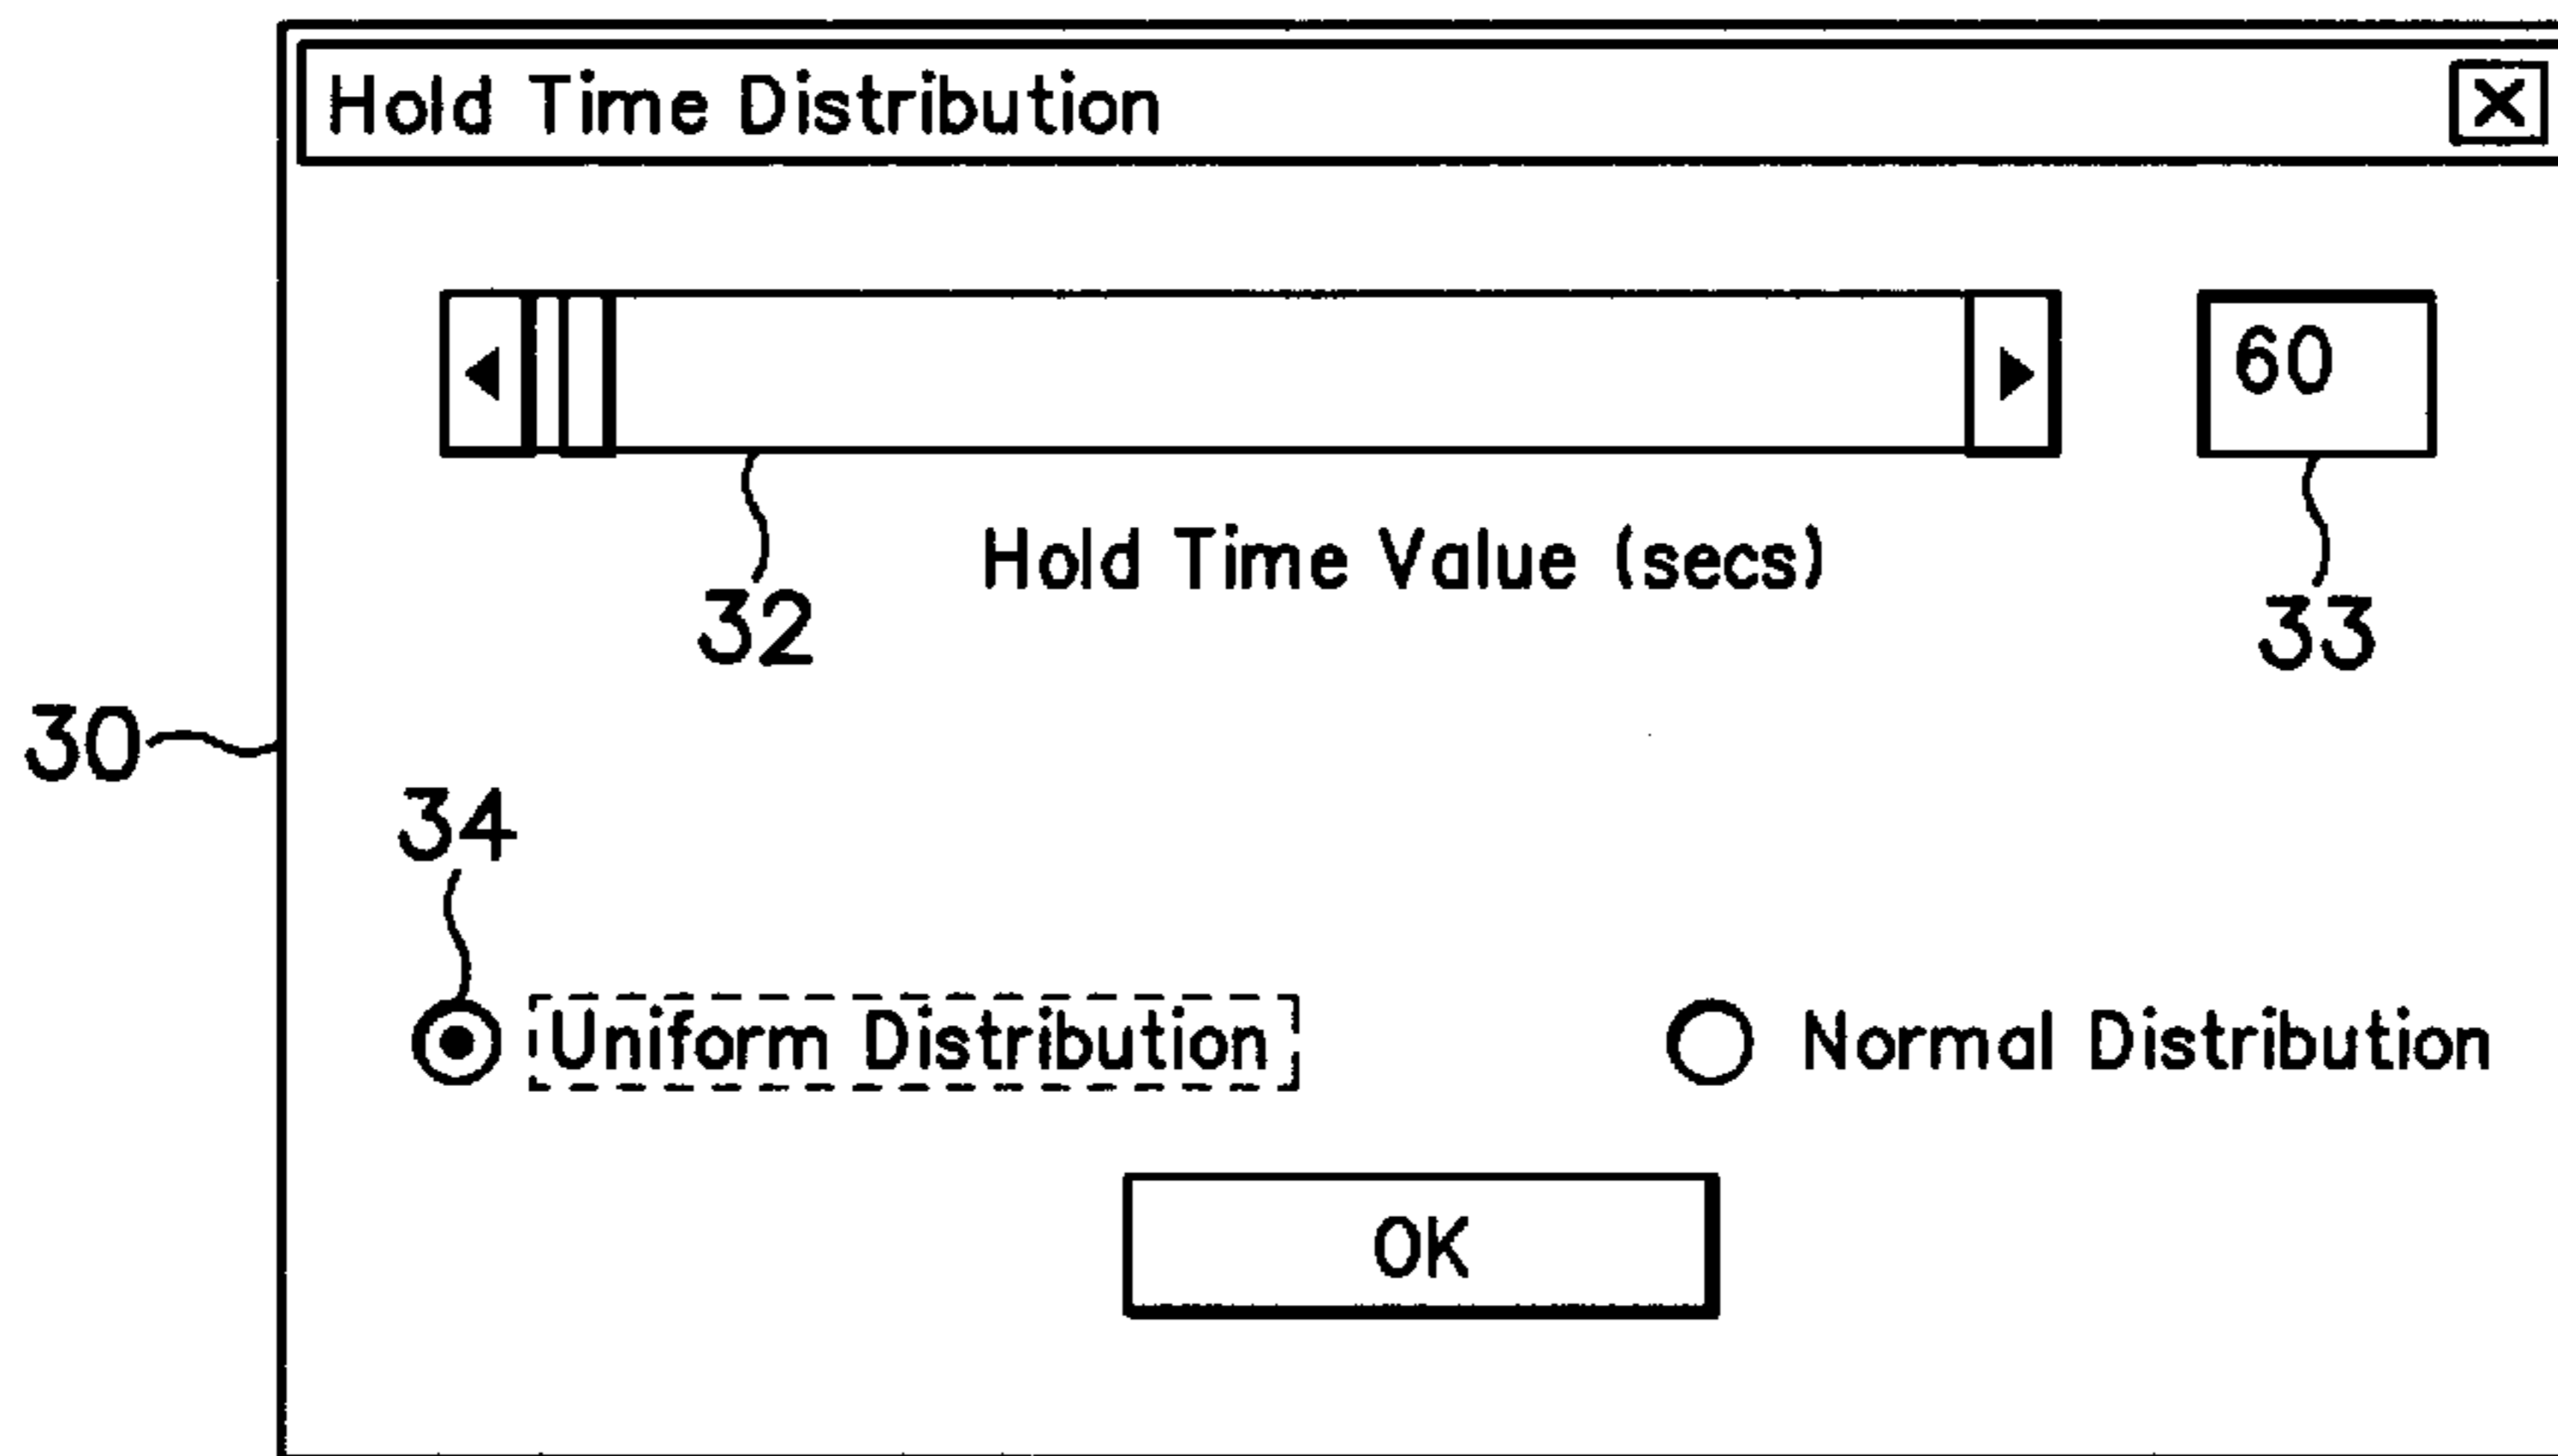 Hold Time Distribution X
60
Hold Time Value (secs)
32
33
30
34
Uniform Distribution
Normal Distribution
OK